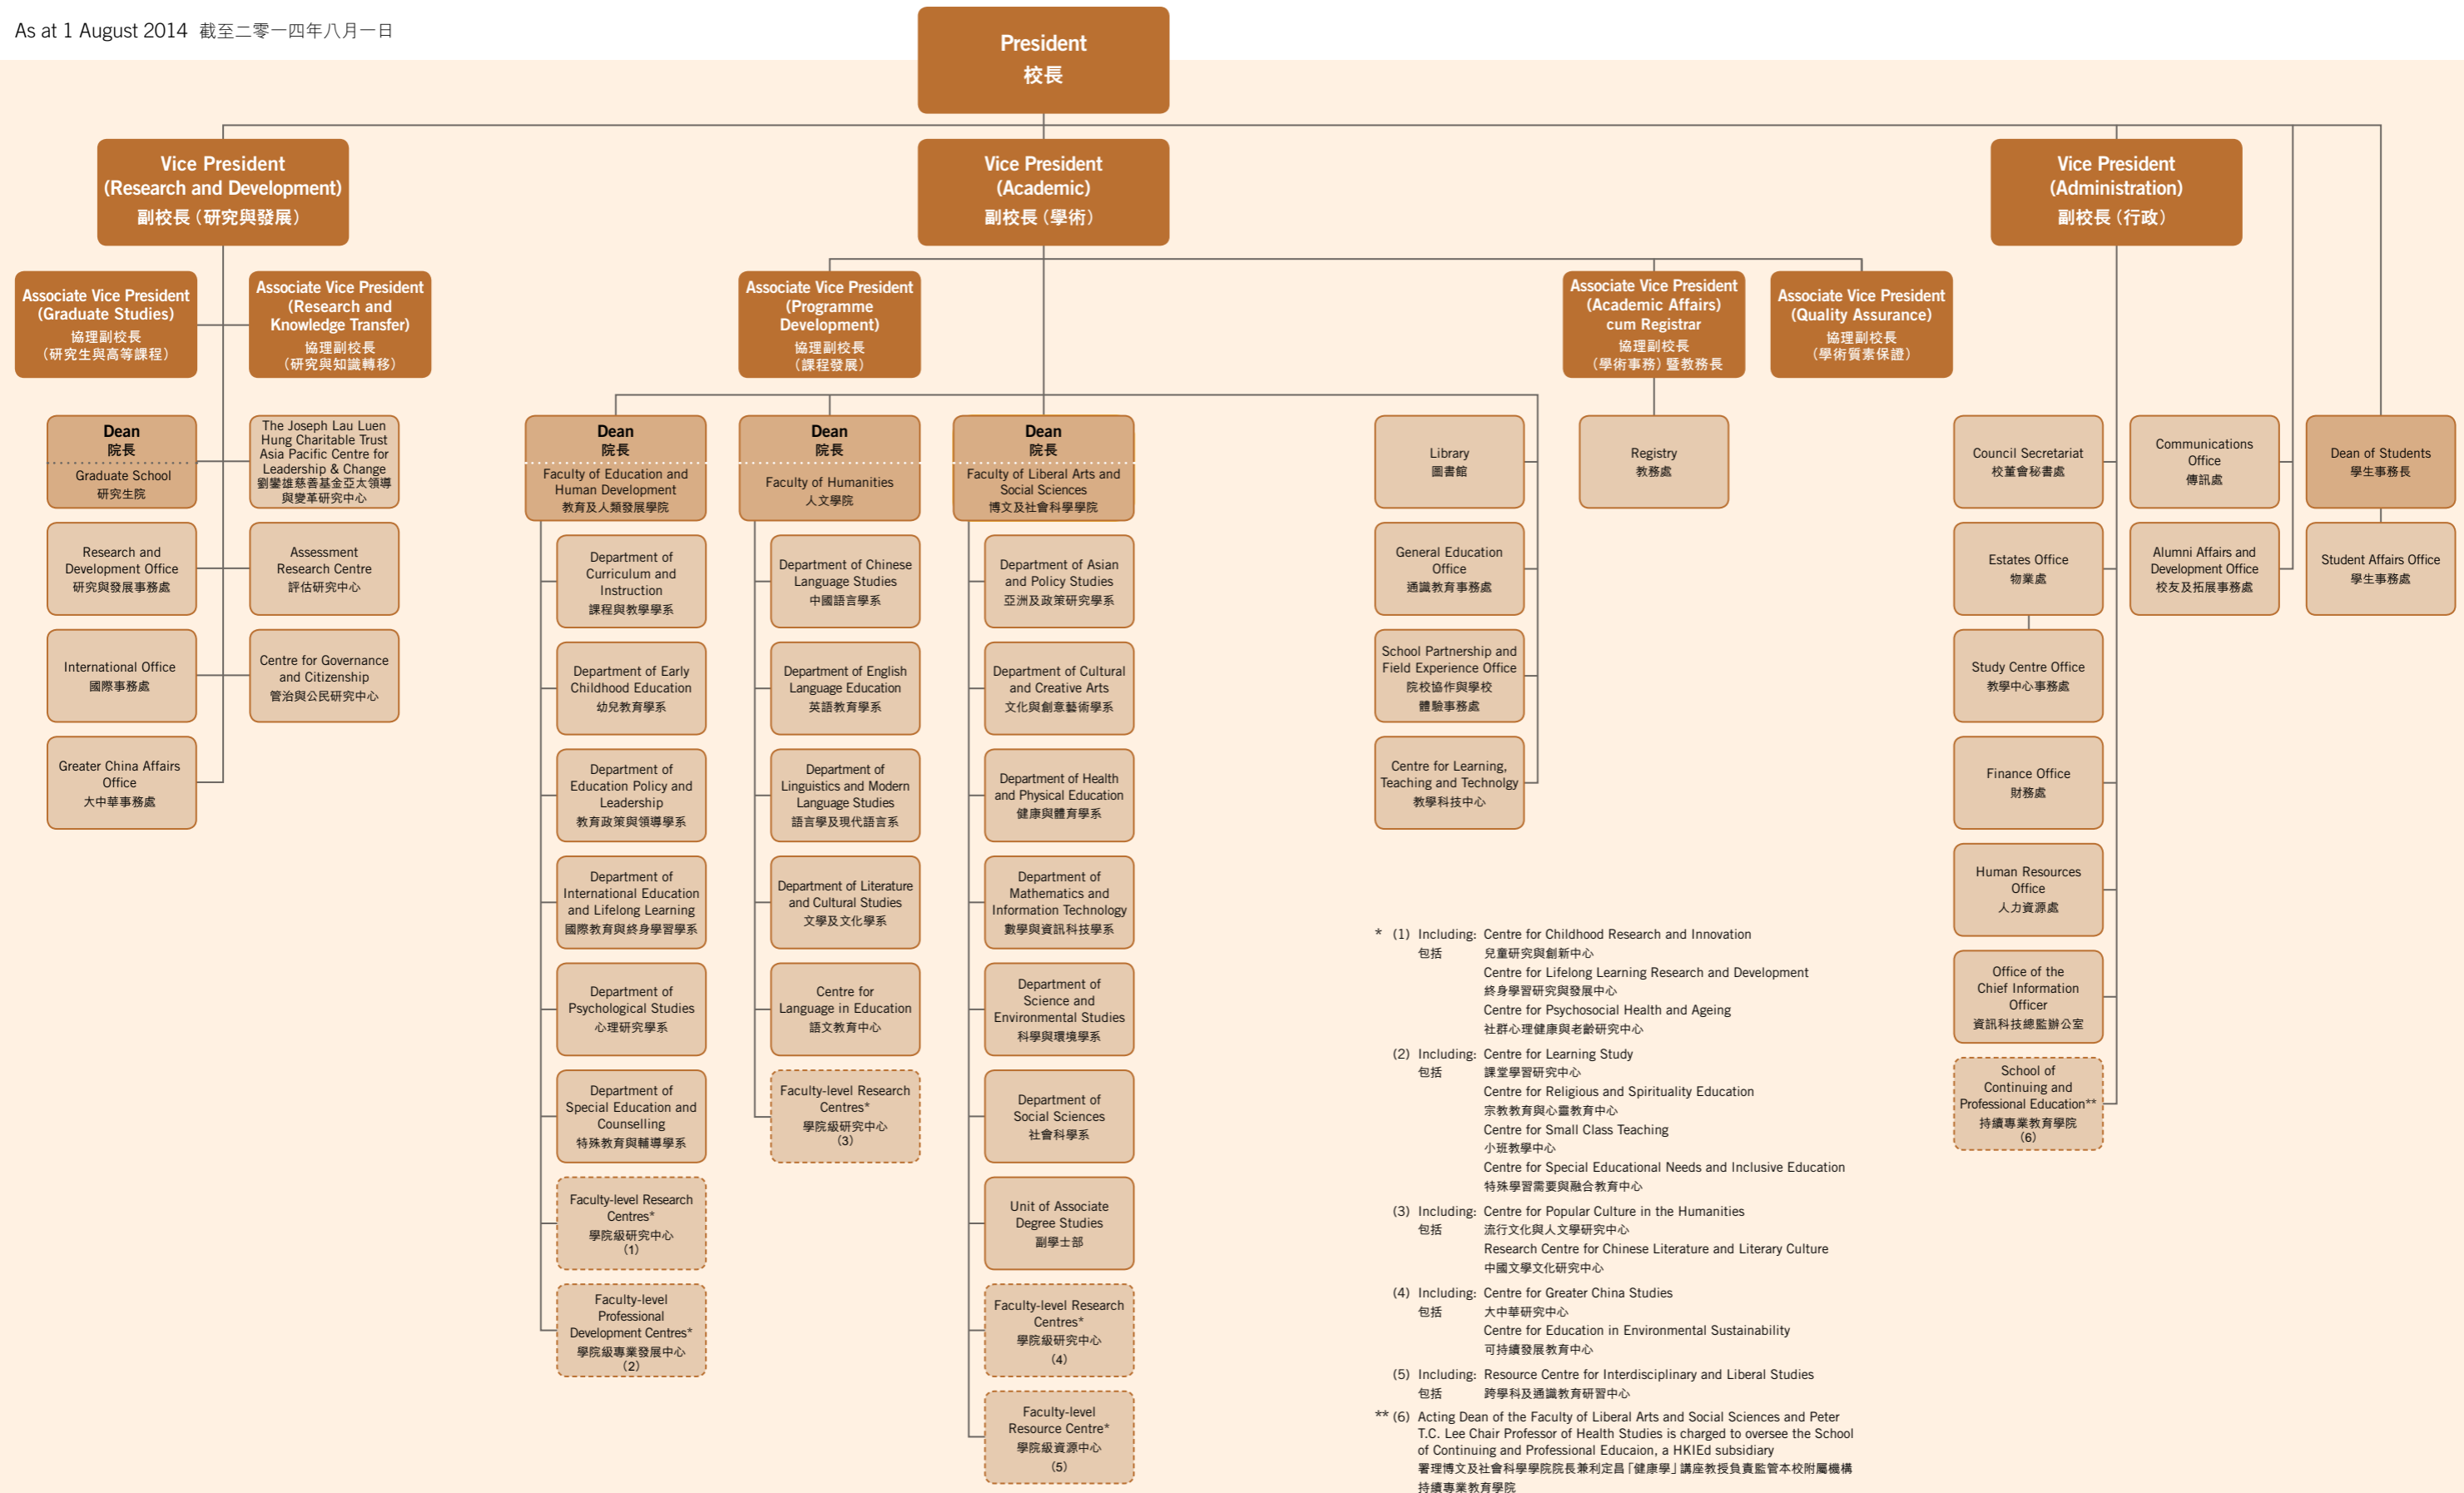 As at 1 August 2014 截至二零一四年八月一日
President
校長
Vice President
(Research and Development)
副校長（研究與發展）
Vice President
(Academic)
副校長（學術）
Vice President
(Administration)
副校長（行政）
Associate Vice President
(Graduate Studies)
協理副校長
（研究生與高等課程）
Associate Vice President
(Research and
Knowledge Transfer)
協理副校長
（研究與知識轉移）
Associate Vice President
(Programme
Development)
協理副校長
（課程發展）
Associate Vice President
(Academic Affairs)
cum Registrar
協理副校長
（學術事務）暨教務長
Associate Vice President
(Quality Assurance)
協理副校長
（學術質素保證）
Dean
院長
Graduate School
研究生院
The Joseph Lau Luen
Hung Charitable Trust
Asia Pacific Centre for
Leadership & Change
劉鑾雄慈善基金亞太領導
與變革研究中心
Research and
Development Office
研究與發展事務處
Assessment
Research Centre
評估研究中心
International Office
國際事務處
Centre for Governance
and Citizenship
管治與公民研究中心
Greater China Affairs
Office
大中華事務處
Dean
院長
Faculty of Education and
Human Development
教育及人類發展學院
Department of
Curriculum and
Instruction
課程與教學學系
Department of Early
Childhood Education
幼兒教育學系
Department of
Education Policy and
Leadership
教育政策與領導學系
Department of
International Education
and Lifelong Learning
國際教育與終身學習學系
Department of
Psychological Studies
心理研究學系
Department of
Special Education and
Counselling
特殊教育與輔導學系
Faculty-level Research
Centres*
學院級研究中心
（1）
Faculty-level
Professional
Development Centres*
學院級專業發展中心
（2）
Dean
院長
Faculty of Humanities
人文學院
Department of Chinese
Language Studies
中國語言學系
Department of English
Language Education
英語教育學系
Department of
Linguistics and Modern
Language Studies
語言學及現代語言系
Department of Literature
and Cultural Studies
文學及文化學系
Centre for
Language in Education
語文教育中心
Faculty-level Research
Centres*
學院級研究中心
（3）
Dean
院長
Faculty of Liberal Arts and
Social Sciences
博文及社會科學學院
Department of Asian
and Policy Studies
亞洲及政策研究學系
Department of Cultural
and Creative Arts
文化與創意藝術學系
Department of Health
and Physical Education
健康與體育學系
Department of
Mathematics and
Information Technology
數學與資訊科技學系
Department of
Science and
Environmental Studies
科學與環境學系
Department of
Social Sciences
社會科學系
Unit of Associate
Degree Studies
副學士部
Faculty-level Research
Centres*
學院級研究中心
（4）
Faculty-level
Resource Centre*
學院級資源中心
（5）
Library
圖書館
General Education
Office
通識教育事務處
School Partnership and
Field Experience Office
院校協作與學校
體驗事務處
Centre for Learning,
Teaching and Technolgy
教學科技中心
Registry
教務處
Council Secretariat
校董會秘書處
Estates Office
物業處
Study Centre Office
教學中心事務處
Finance Office
財務處
Human Resources
Office
人力資源處
Office of the
Chief Information
Officer
資訊科技總監辦公室
School of
Continuing and
Professional Education**
持續專業教育學院
（6）
Communications
Office
傳訊處
Alumni Affairs and
Development Office
校友及拓展事務處
Dean of Students
學生事務長
Student Affairs Office
學生事務處
* (1) Including: Centre for Childhood Research and Innovation
包括 兒童研究與創新中心
Centre for Lifelong Learning Research and Development
終身學習研究與發展中心
Centre for Psychosocial Health and Ageing
社群心理健康與老齡研究中心
(2) Including: Centre for Learning Study
包括 課堂學習研究中心
Centre for Religious and Spirituality Education
宗教教育與心靈教育中心
Centre for Small Class Teaching
小班教學中心
Centre for Special Educational Needs and Inclusive Education
特殊學習需要與融合教育中心
(3) Including: Centre for Popular Culture in the Humanities
包括 流行文化與人文學研究中心
Research Centre for Chinese Literature and Literary Culture
中國文學文化研究中心
(4) Including: Centre for Greater China Studies
包括 大中華研究中心
Centre for Education in Environmental Sustainability
可持續發展教育中心
(5) Including: Resource Centre for Interdisciplinary and Liberal Studies
包括 跨學科及通識教育研習中心
** (6) Acting Dean of the Faculty of Liberal Arts and Social Sciences and Peter
T.C. Lee Chair Professor of Health Studies is charged to oversee the School
of Continuing and Professional Educaion, a HKIEd subsidiary
署理博文及社會科學學院院長兼利定昌「健康學」講座教授負責監管本校附屬機構
持續專業教育學院